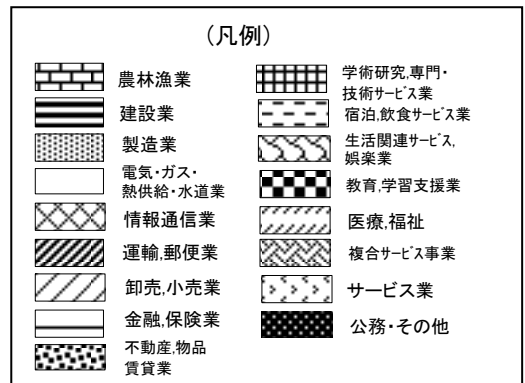 (凡例)
農林漁業
建設業
製造業
電気・ガス・
熱供給・水道業
情報通信業
運輸,郵便業
卸売,小売業
金融,保険業
不動産,物品
賃貸業
学術研究,専門・
技術サービス業
宿泊,飲食サービス業
生活関連サービス,
娯楽業
教育,学習支援業
医療,福祉
複合サービス事業
サービス業
公務・その他